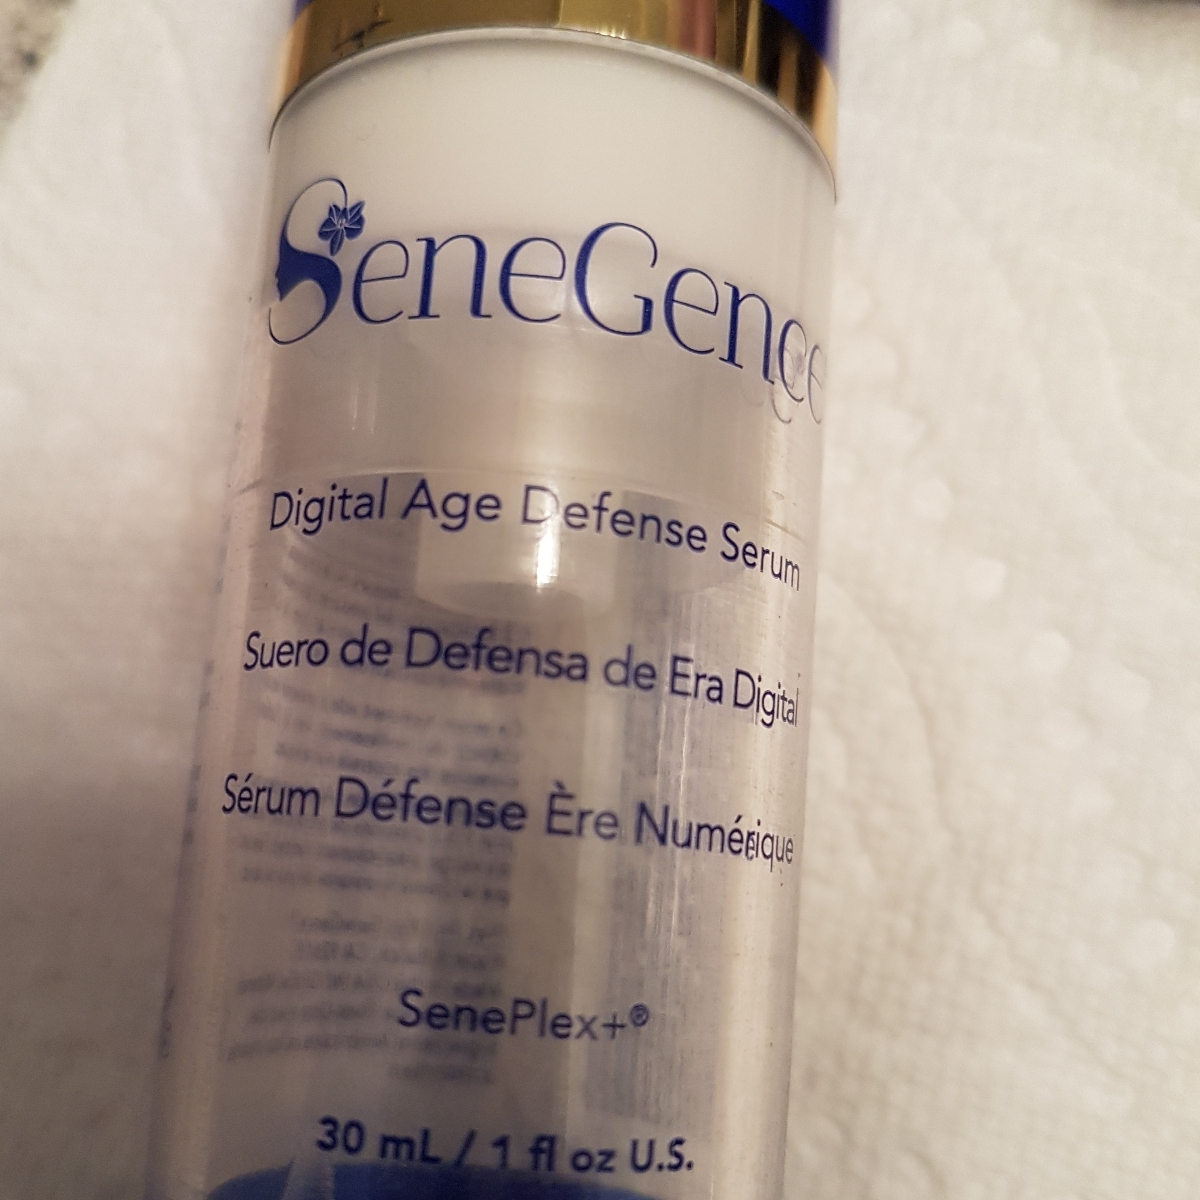 SeneGence
Digital Age Defense Serum
Suero de Defensa de Era Digital
Sérum Défense Ère Numérique
SenePlex+®
30 mL / 1 fl oz U.S.